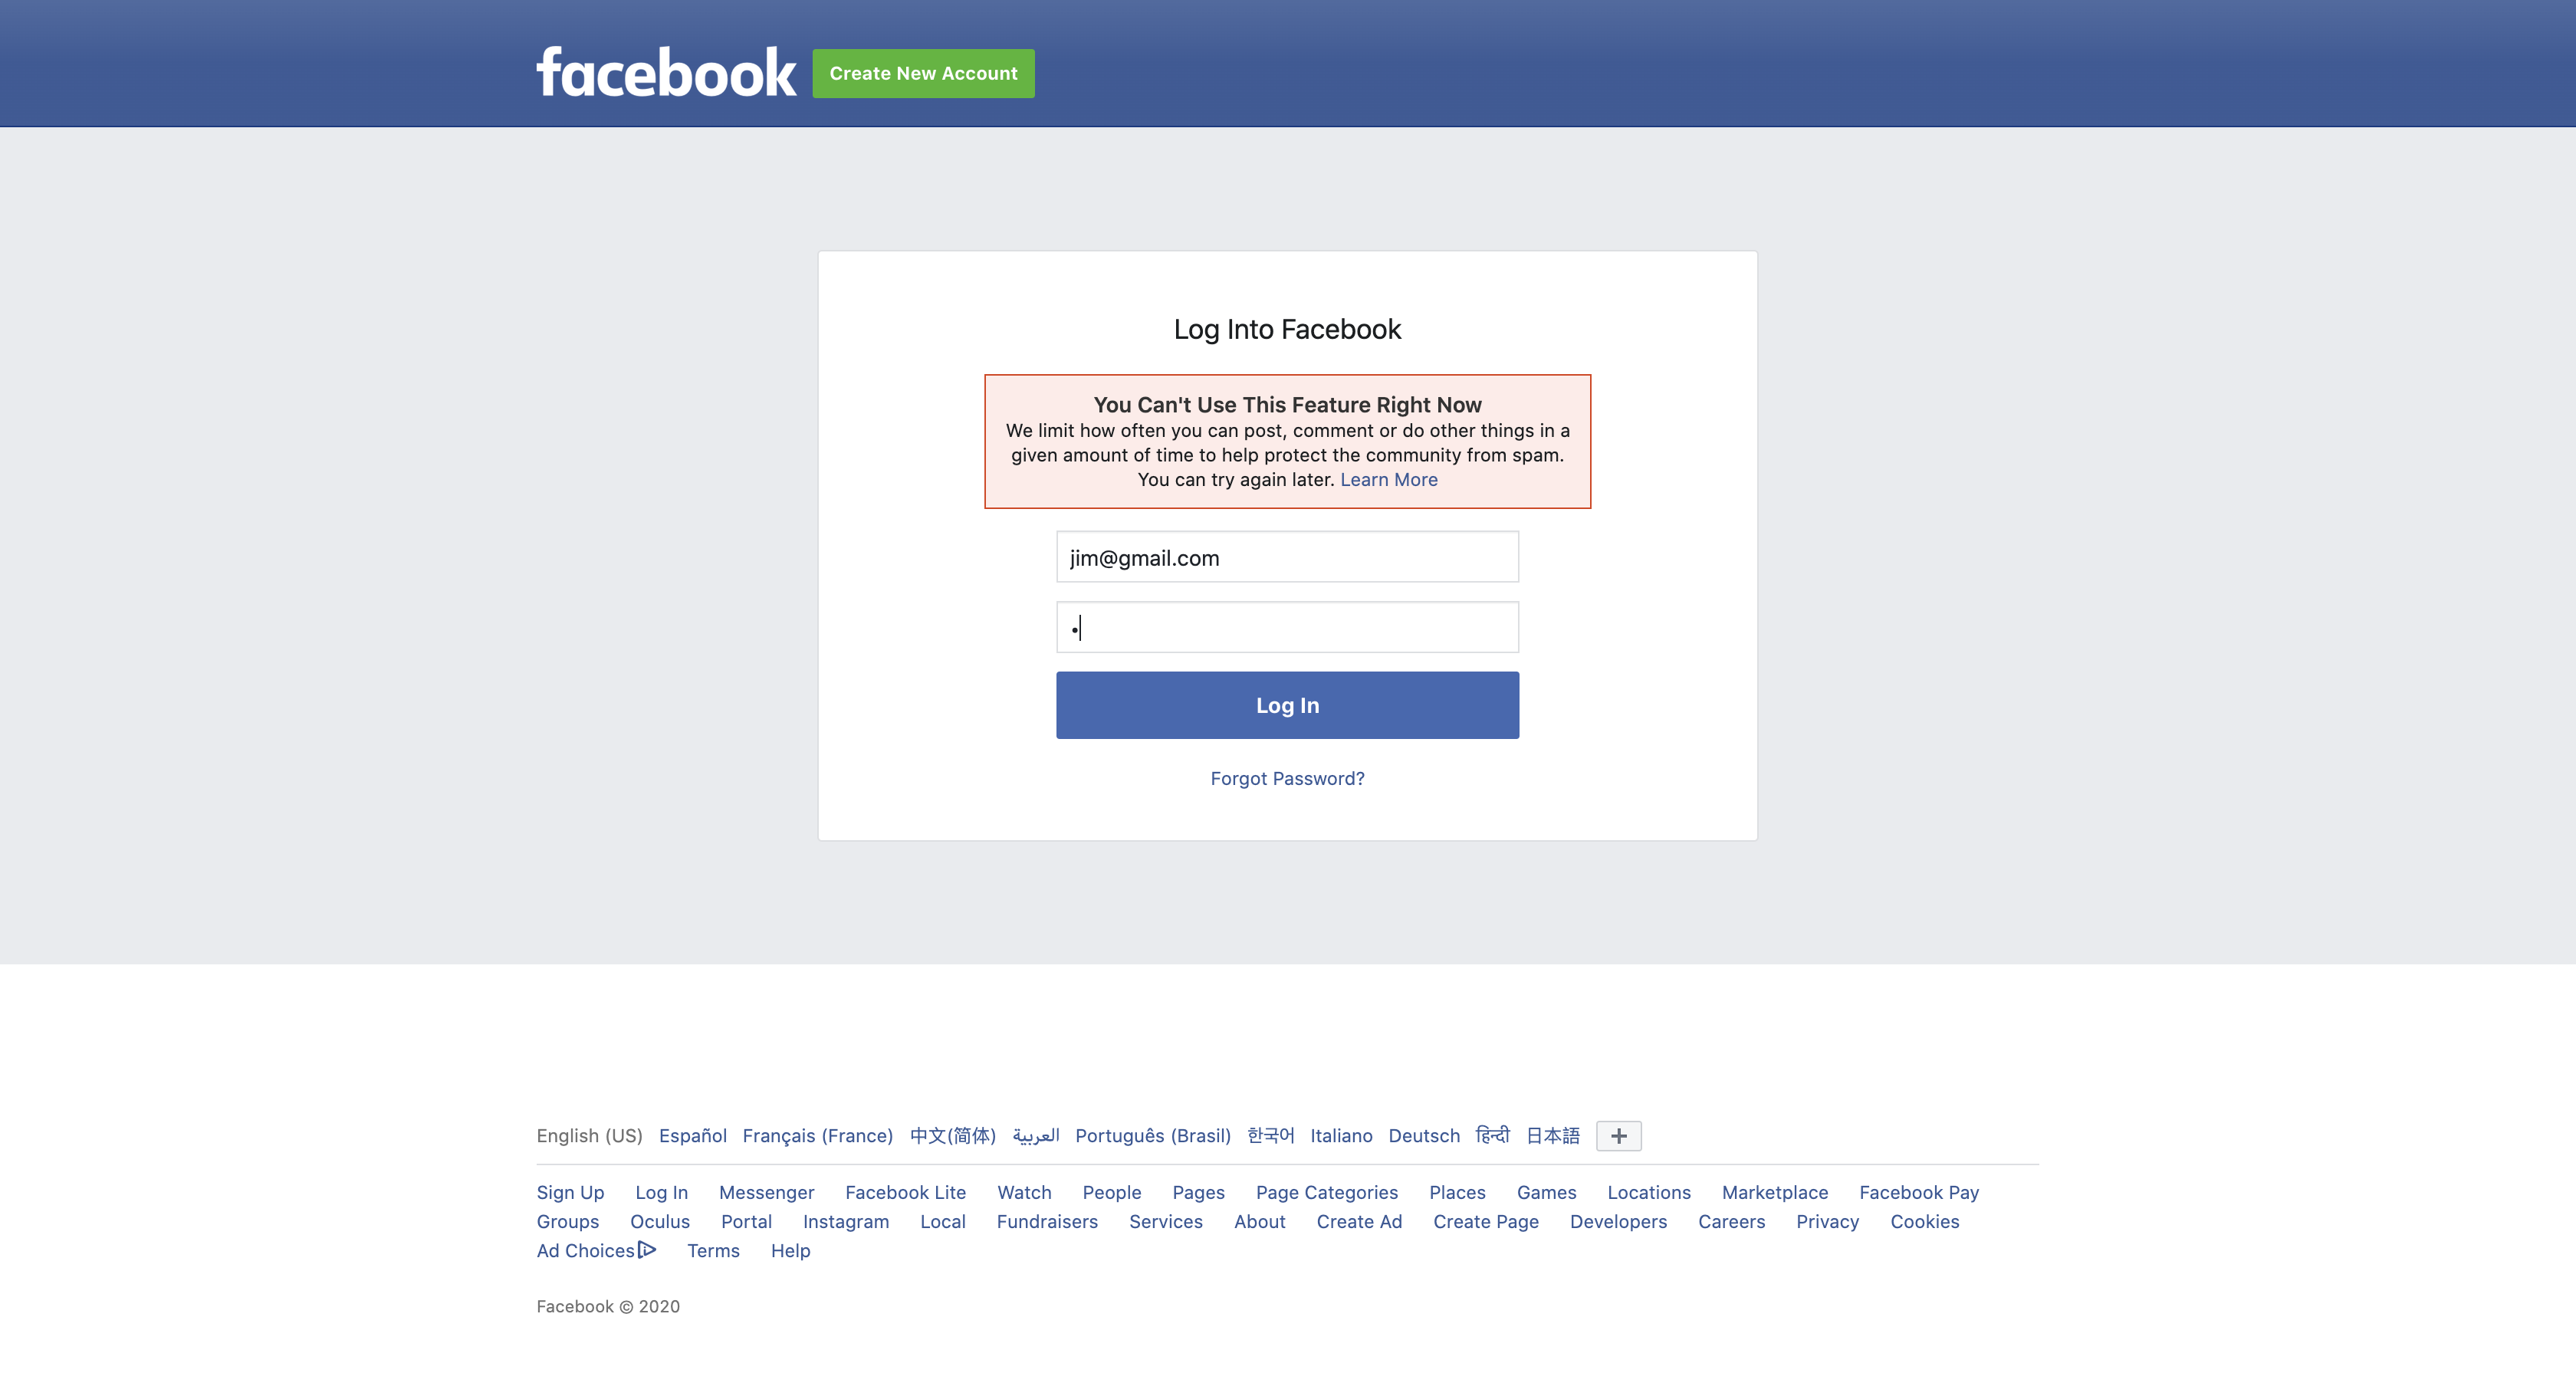 facebook Create New Account
Log Into Facebook
You Can't Use This Feature Right Now
We limit how often you can post, comment or do other things in a
given amount of time to help protect the community from spam.
You can try again later. Learn More
jim@gmail.com
•
Log In
Forgot Password?
English (US) Español Français (France) 中文(简体) العربية Português (Brasil) 한국어 Italiano Deutsch हिन्दी 日本語 +
Sign Up Log In Messenger Facebook Lite Watch People Pages Page Categories Places Games Locations Marketplace Facebook Pay
Groups Oculus Portal Instagram Local Fundraisers Services About Create Ad Create Page Developers Careers Privacy Cookies
Ad Choices Terms Help
Facebook © 2020